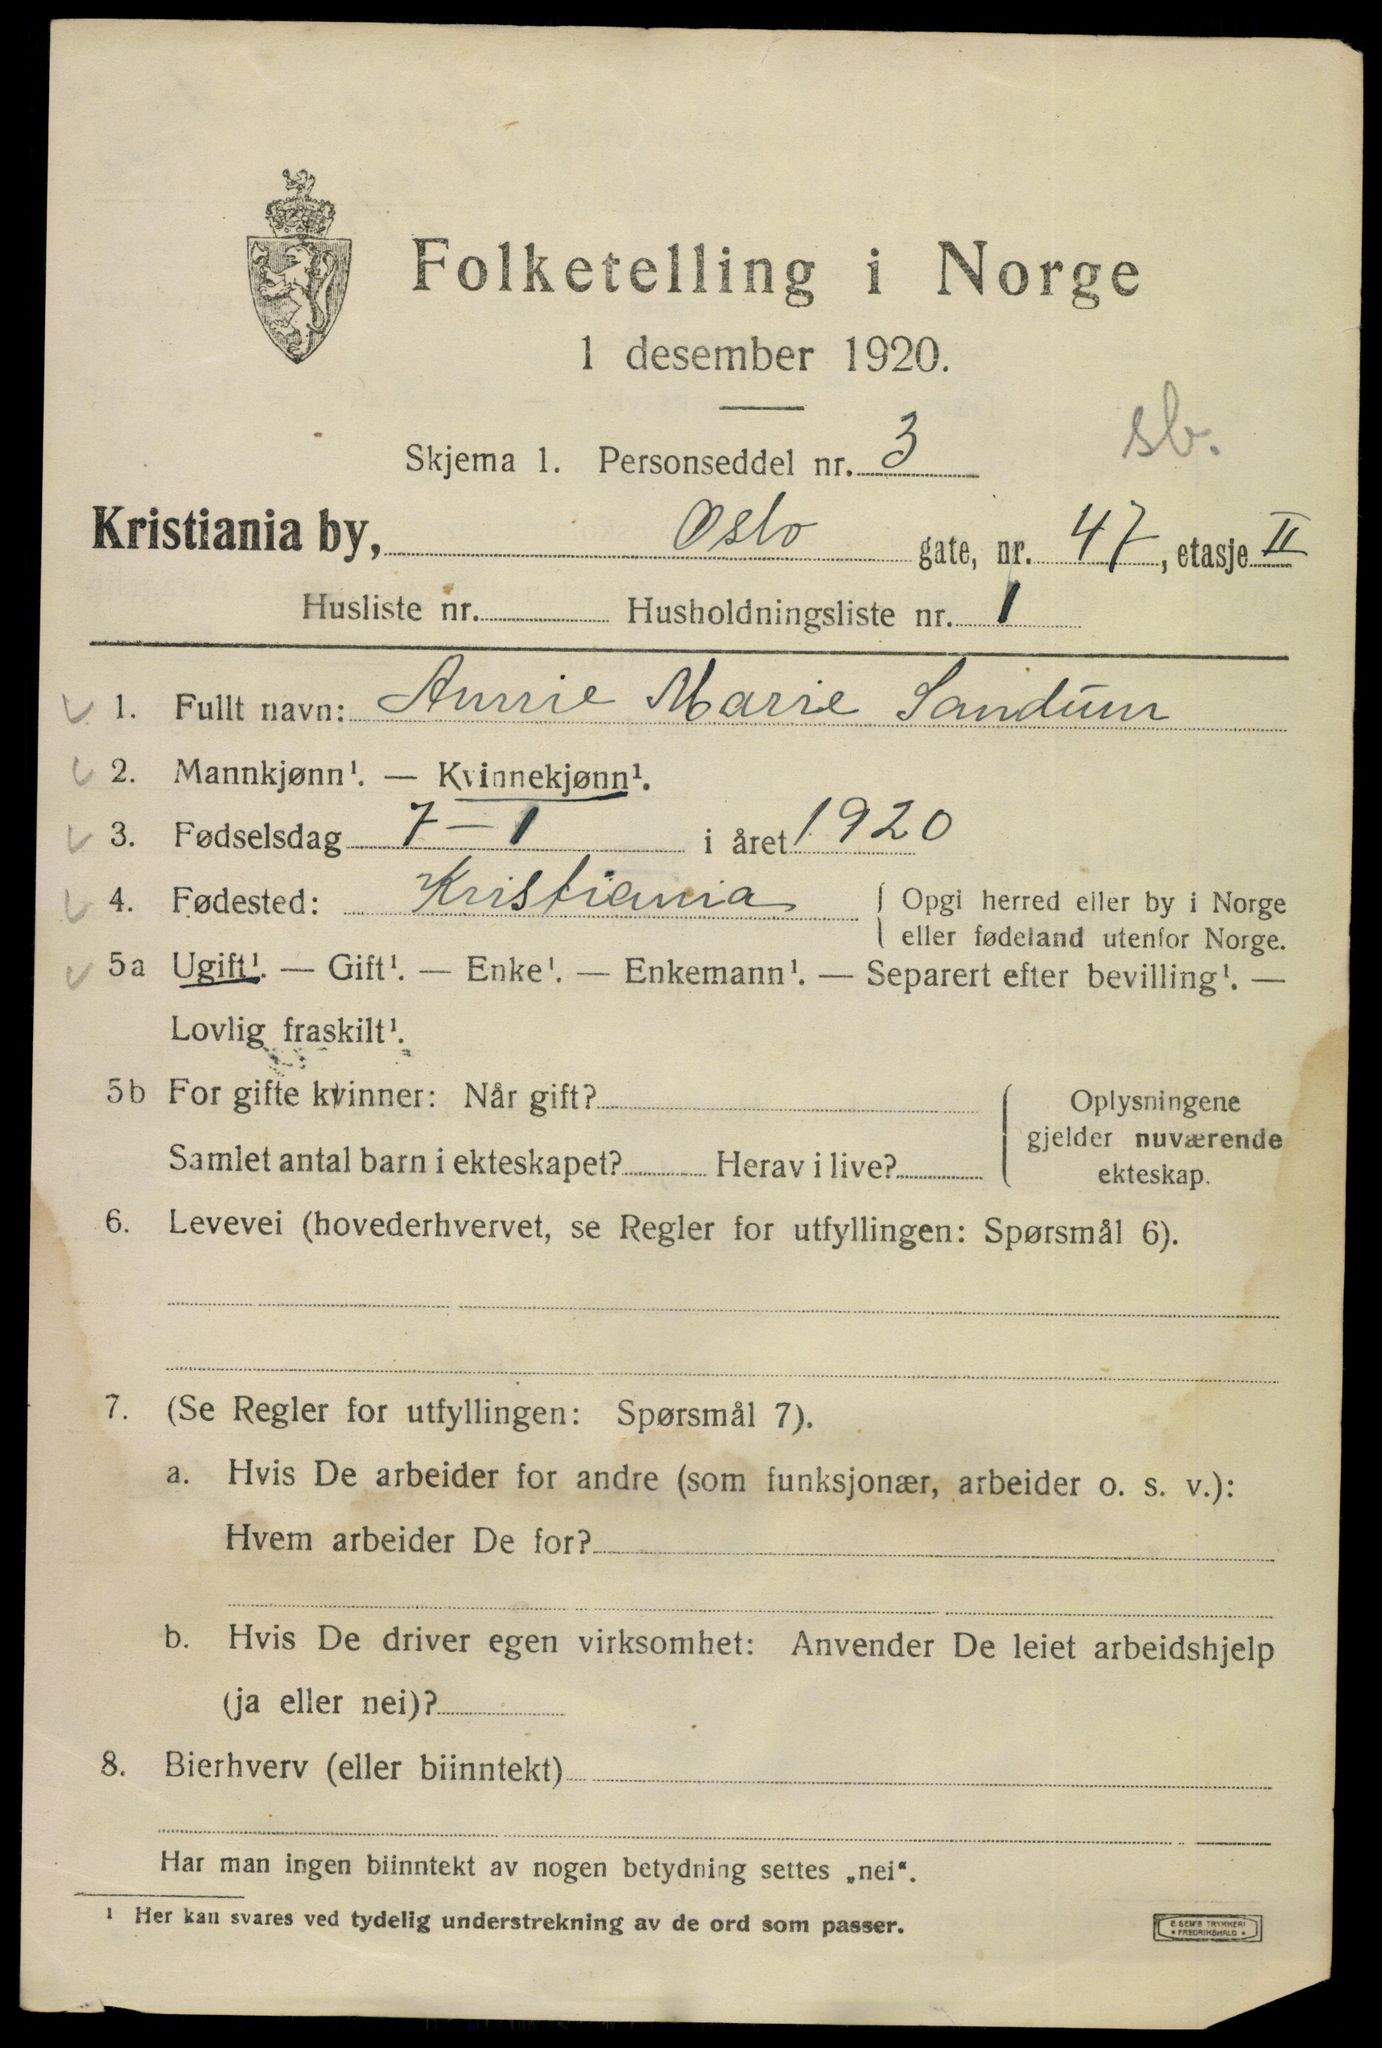 Folketelling i Norge
1 desember 1920.
sb.
Skjema 1. Personseddel nr. 3
Kristiania by, Oslo gate, nr. 47, etasje II
Husliste nr. Husholdningsliste nr. 1
1. Fullt navn: Annie Marie Sandum
2. Mannkjønn¹. — Kvinnekjønn¹.
3. Fødselsdag 7-1 i året 1920
4. Fødested: Kristiania { Opgi herred eller by i Norge
eller fødeland utenfor Norge.
5a Ugift¹. — Gift¹. — Enke¹. — Enkemann¹. — Separert efter bevilling¹. —
Lovlig fraskilt¹.
5b For gifte kvinner: Når gift? Oplysningene
gjelder nuværende
Samlet antal barn i ekteskapet? Herav i live? ekteskap.
6. Levevei (hovederhvervet, se Regler for utfyllingen: Spørsmål 6).
7. (Se Regler for utfyllingen: Spørsmål 7).
a. Hvis De arbeider for andre (som funksjonær, arbeider o. s. v.):
Hvem arbeider De for?
b. Hvis De driver egen virksomhet: Anvender De leiet arbeidshjelp
(ja eller nei)?
8. Bierhverv (eller biinntekt)
Har man ingen biinntekt av nogen betydning settes „nei“.
¹ Her kan svares ved tydelig understrekning av de ord som passer.
E SEM'S TRYKKERI
• FREDRIKSHALD •